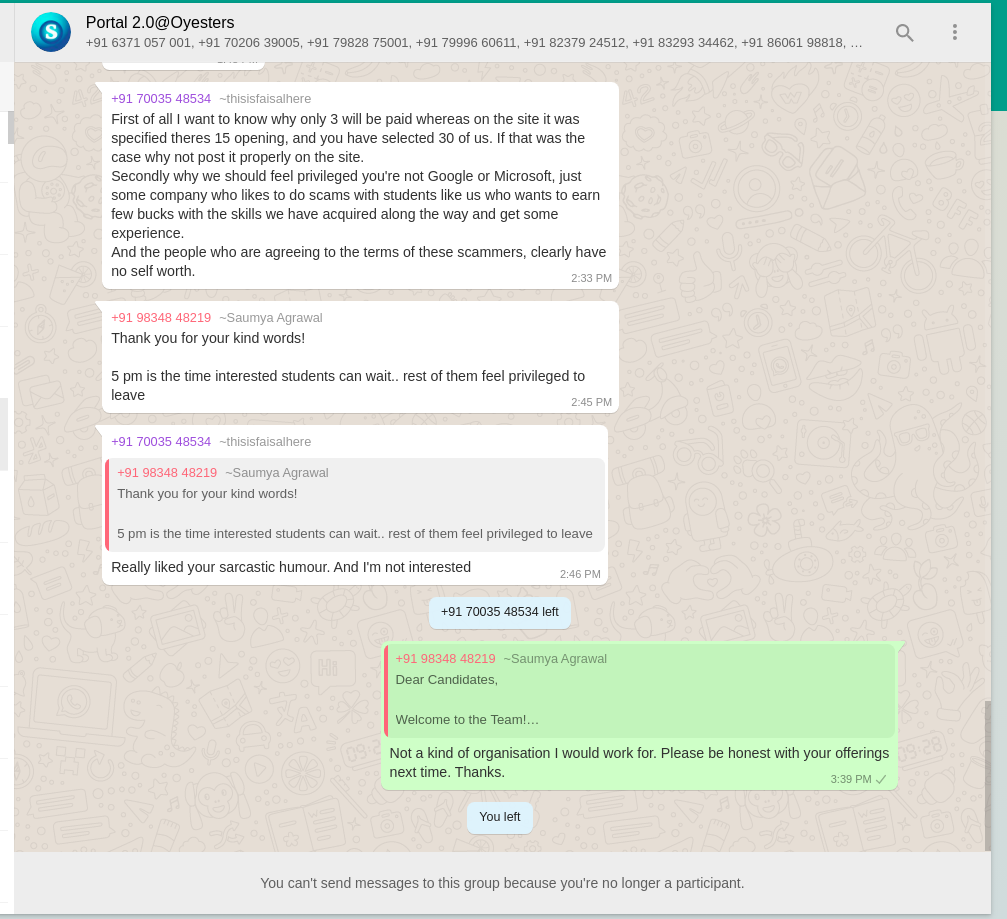 Portal 2.0@Oyesters
+91 6371 057 001, +91 70206 39005, +91 79828 75001, +91 79996 60611, +91 82379 24512, +91 83293 34462, +91 86061 98818, …
+91 70035 48534 ~thisisfaisalhere
First of all I want to know why only 3 will be paid whereas on the site it was
specified theres 15 opening, and you have selected 30 of us. If that was the
case why not post it properly on the site.
Secondly why we should feel privileged you're not Google or Microsoft, just
some company who likes to do scams with students like us who wants to earn
few bucks with the skills we have acquired along the way and get some
experience.
And the people who are agreeing to the terms of these scammers, clearly have
no self worth.
2:33 PM
+91 98348 48219 ~Saumya Agrawal
Thank you for your kind words!
5 pm is the time interested students can wait.. rest of them feel privileged to
leave
2:45 PM
+91 70035 48534 ~thisisfaisalhere
+91 98348 48219 ~Saumya Agrawal
Thank you for your kind words!
5 pm is the time interested students can wait.. rest of them feel privileged to leave
Really liked your sarcastic humour. And I'm not interested
2:46 PM
+91 70035 48534 left
+91 98348 48219 ~Saumya Agrawal
Dear Candidates,
Welcome to the Team!…
Not a kind of organisation I would work for. Please be honest with your offerings
next time. Thanks.
3:39 PM
You left
You can't send messages to this group because you're no longer a participant.